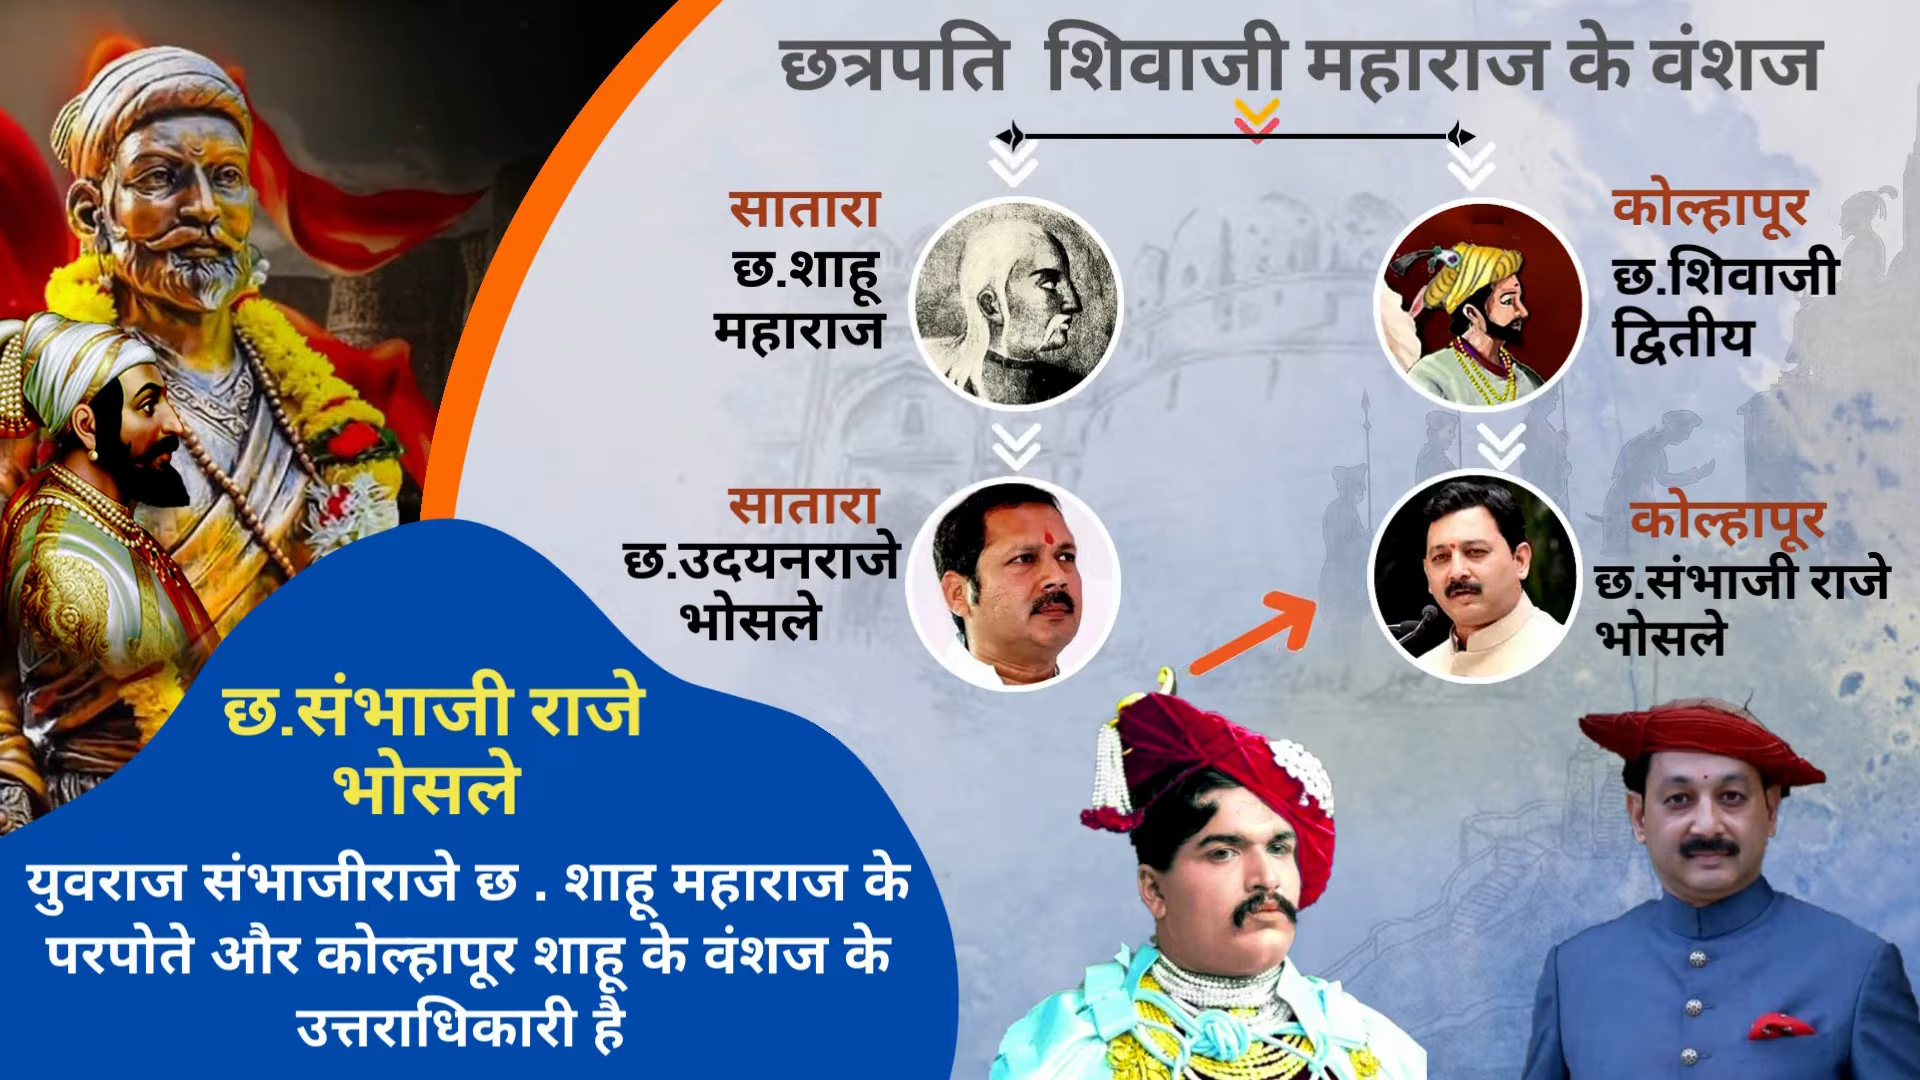 छत्रपति शिवाजी महाराज के वंशज
सातारा
छ.शाहू
महाराज
कोल्हापूर
छ.शिवाजी
द्वितीय
सातारा
छ.उदयनराजे
भोसले
कोल्हापूर
छ.संभाजी राजे
भोसले
छ.संभाजी राजे
भोसले
युवराज संभाजीराजे छ . शाहू महाराज के
परपोते और कोल्हापूर शाहू के वंशज के
उत्तराधिकारी है